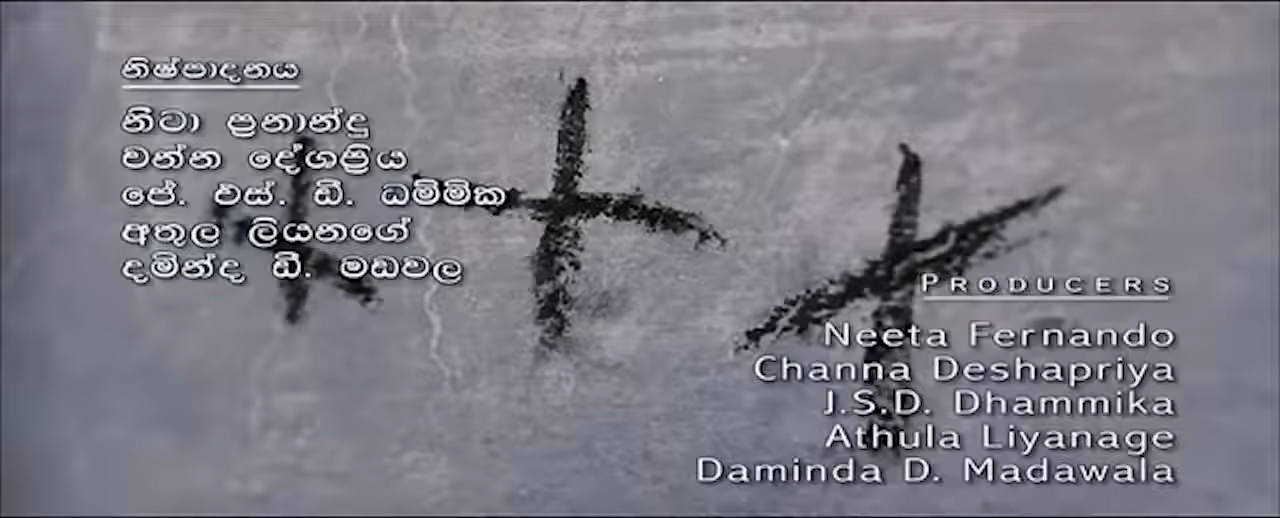 නිෂ්පාදනය
නීටා ප්‍රනාන්දු
චන්න දේශප්‍රිය
ජේ. එස්. ඩී. ධම්මික
අතුල ලියනගේ
දමින්ද ඩී. මඩවල
PRODUCERS
Neeta Fernando
Channa Deshapriya
J.S.D. Dhammika
Athula Liyanage
Daminda D. Madawala